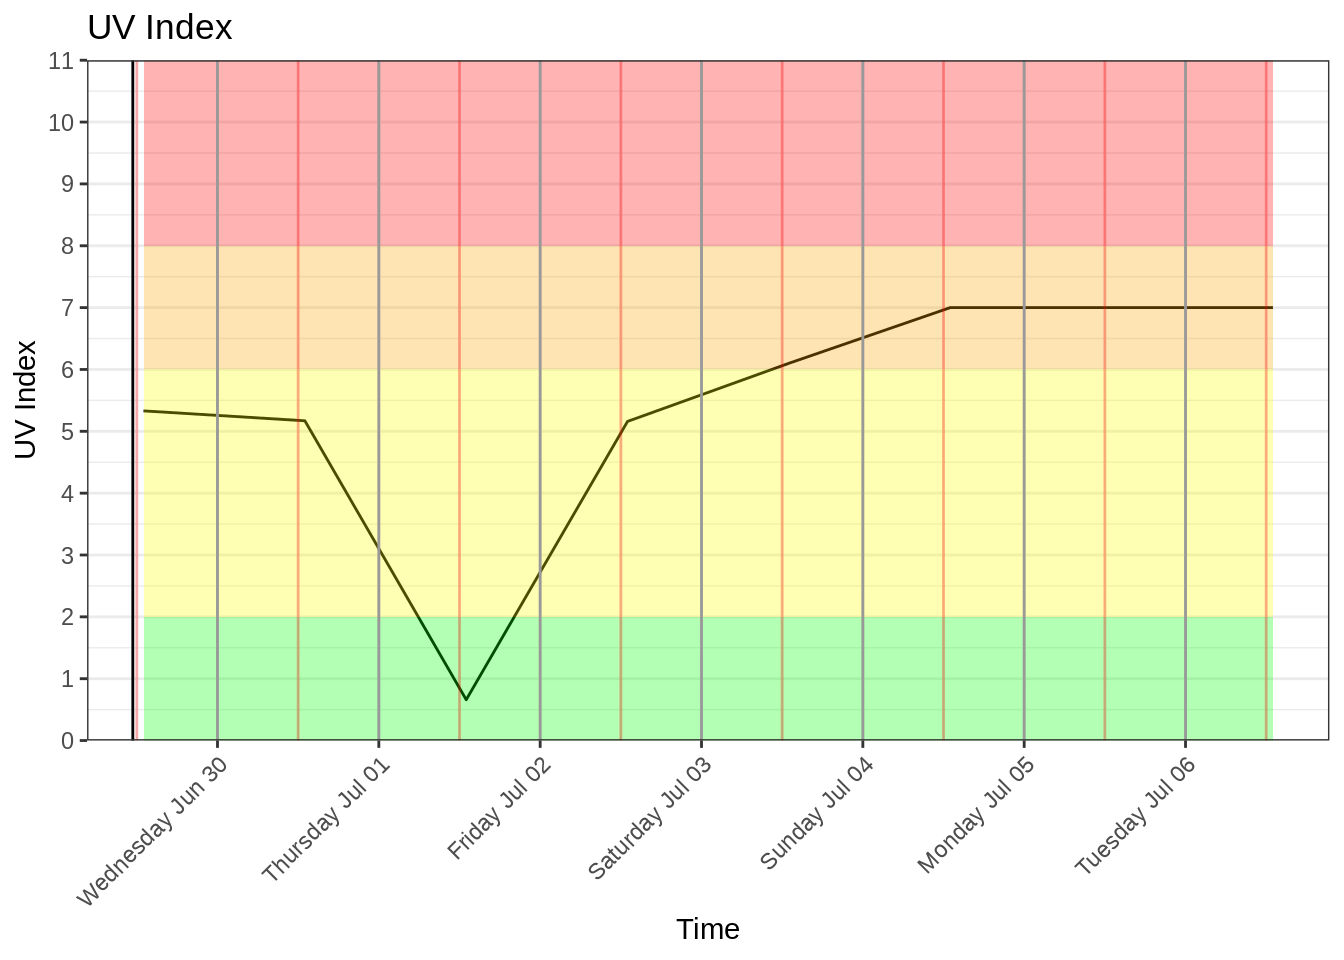 UV Index
11
10
9
8
7
6
5
4
3
2
1
0
UV Index
Wednesday Jun 30
Thursday Jul 01
Friday Jul 02
Saturday Jul 03
Sunday Jul 04
Monday Jul 05
Tuesday Jul 06
Time